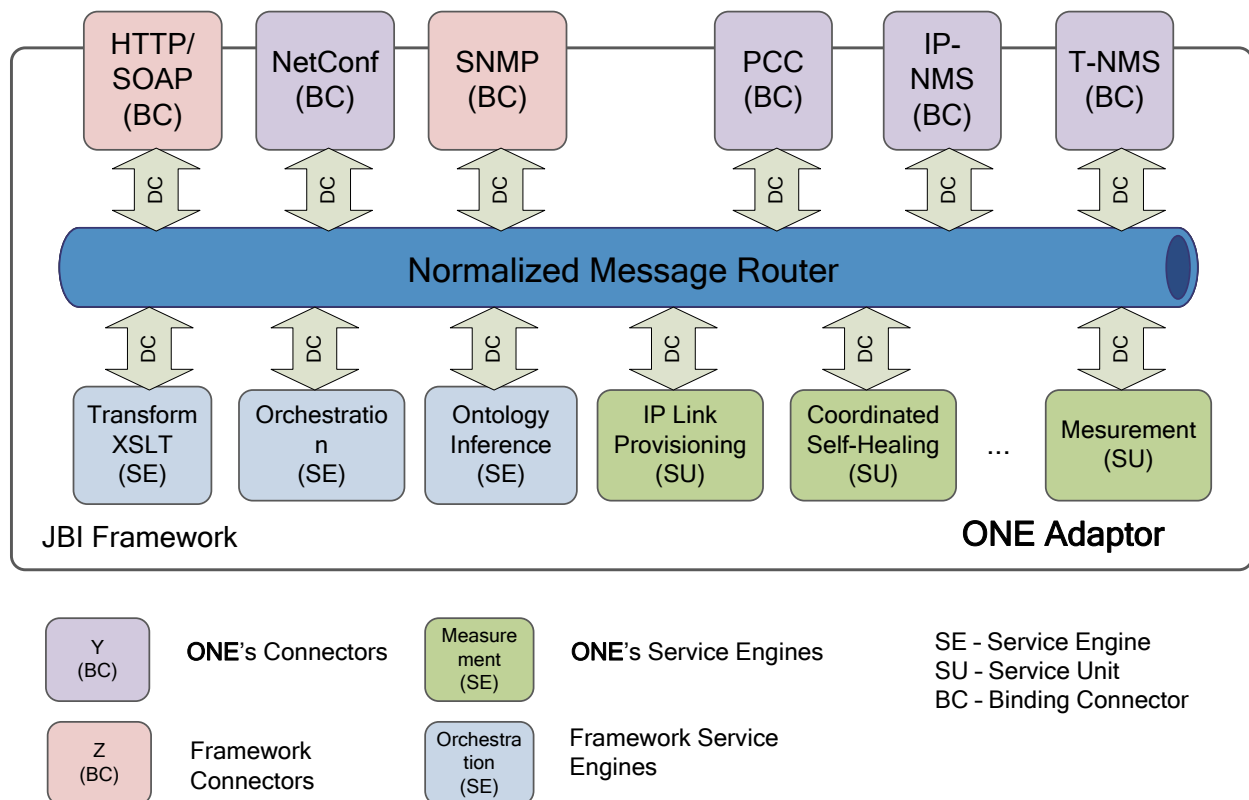 HTTP/
SOAP
(BC)
NetConf
(BC)
SNMP
(BC)
PCC
(BC)
IP-
NMS
(BC)
T-NMS
(BC)
DC
DC
DC
DC
DC
DC
Normalized Message Router
DC
DC
DC
DC
DC
DC
Transform
XSLT
(SE)
Orchestratio
n
(SE)
Ontology
Inference
(SE)
IP Link
Provisioning
(SU)
Coordinated
Self-Healing
(SU)
...
Mesurement
(SU)
JBI Framework
ONE Adaptor
Y
(BC)
ONE's Connectors
Measure
ment
(SE)
ONE's Service Engines
SE - Service Engine
SU - Service Unit
BC - Binding Connector
Z
(BC)
Framework
Connectors
Orchestra
tion
(SE)
Framework Service
Engines